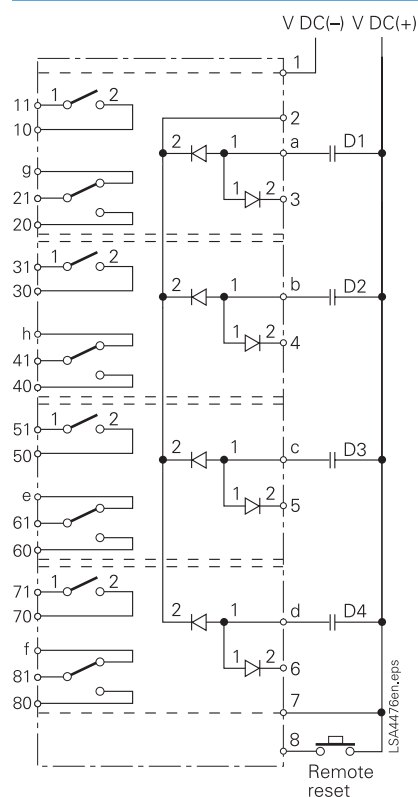 V DC(-) V DC(+)
1
11 1 2
10
2
2 1 a D1
g
1 2 3
21
20
31 1 2
30
2 1 b D2
h
1 2 4
41
40
51 1 2
50
2 1 c D3
e
1 2 5
61
60
71 1 2
70
2 1 d D4
f
1 2 6
81
80
7
8
Remote
reset
LSA4476en.eps